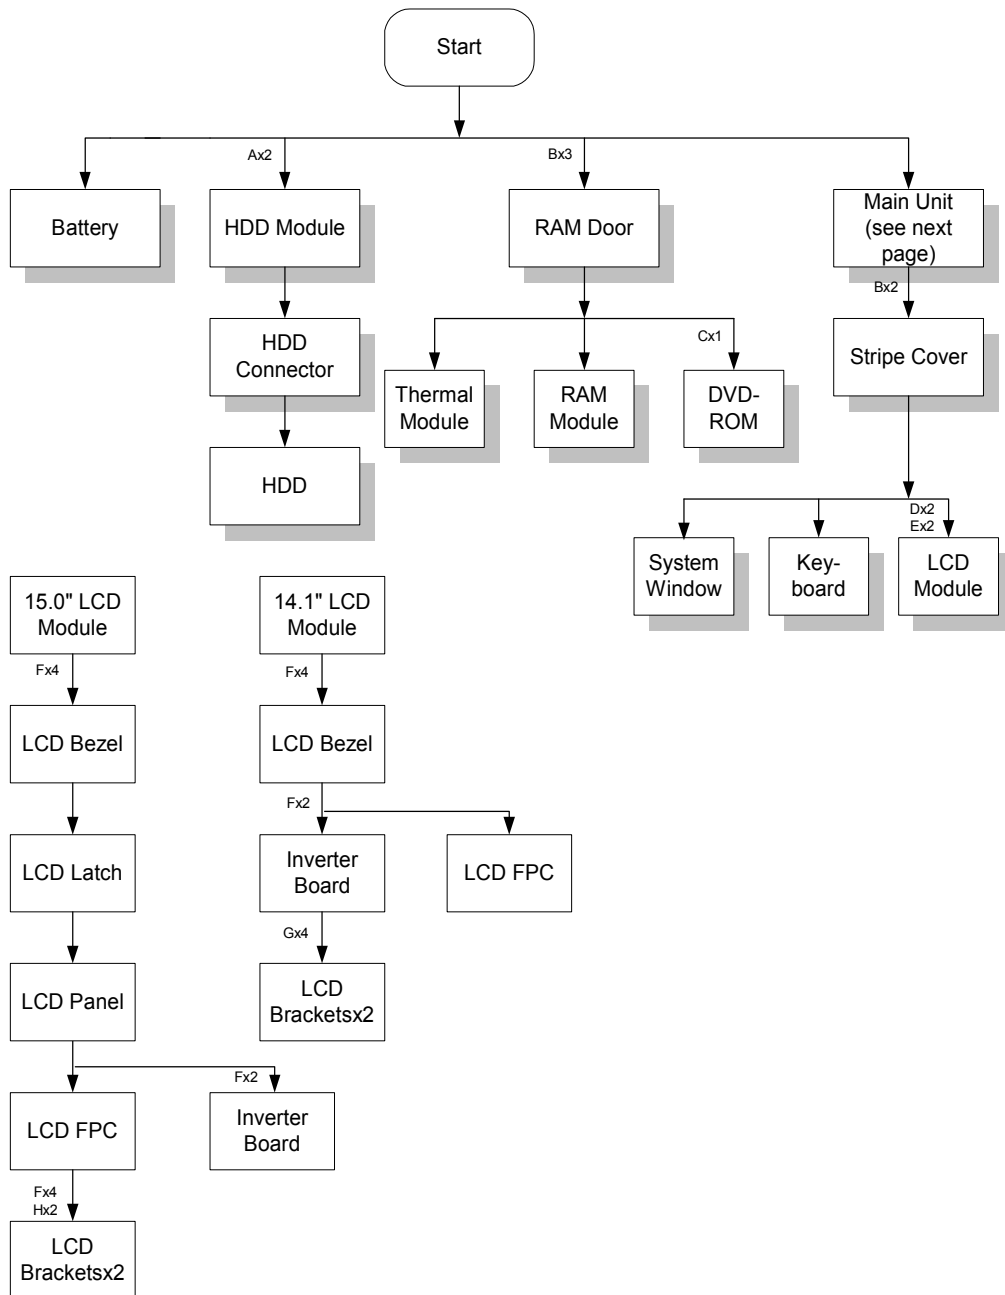 Start
Ax2
Bx3
Battery
HDD Module
RAM Door
Main Unit
(see next
page)
Bx2
HDD
Connector
Cx1
Stripe Cover
Thermal
Module
RAM
Module
DVD-
ROM
HDD
Dx2
Ex2
System
Window
Key-
board
LCD
Module
15.0" LCD
Module
14.1" LCD
Module
Fx4
Fx4
LCD Bezel
LCD Bezel
Fx2
LCD Latch
Inverter
Board
LCD FPC
Gx4
LCD Panel
LCD
Bracketsx2
Fx2
LCD FPC
Inverter
Board
Fx4
Hx2
LCD
Bracketsx2